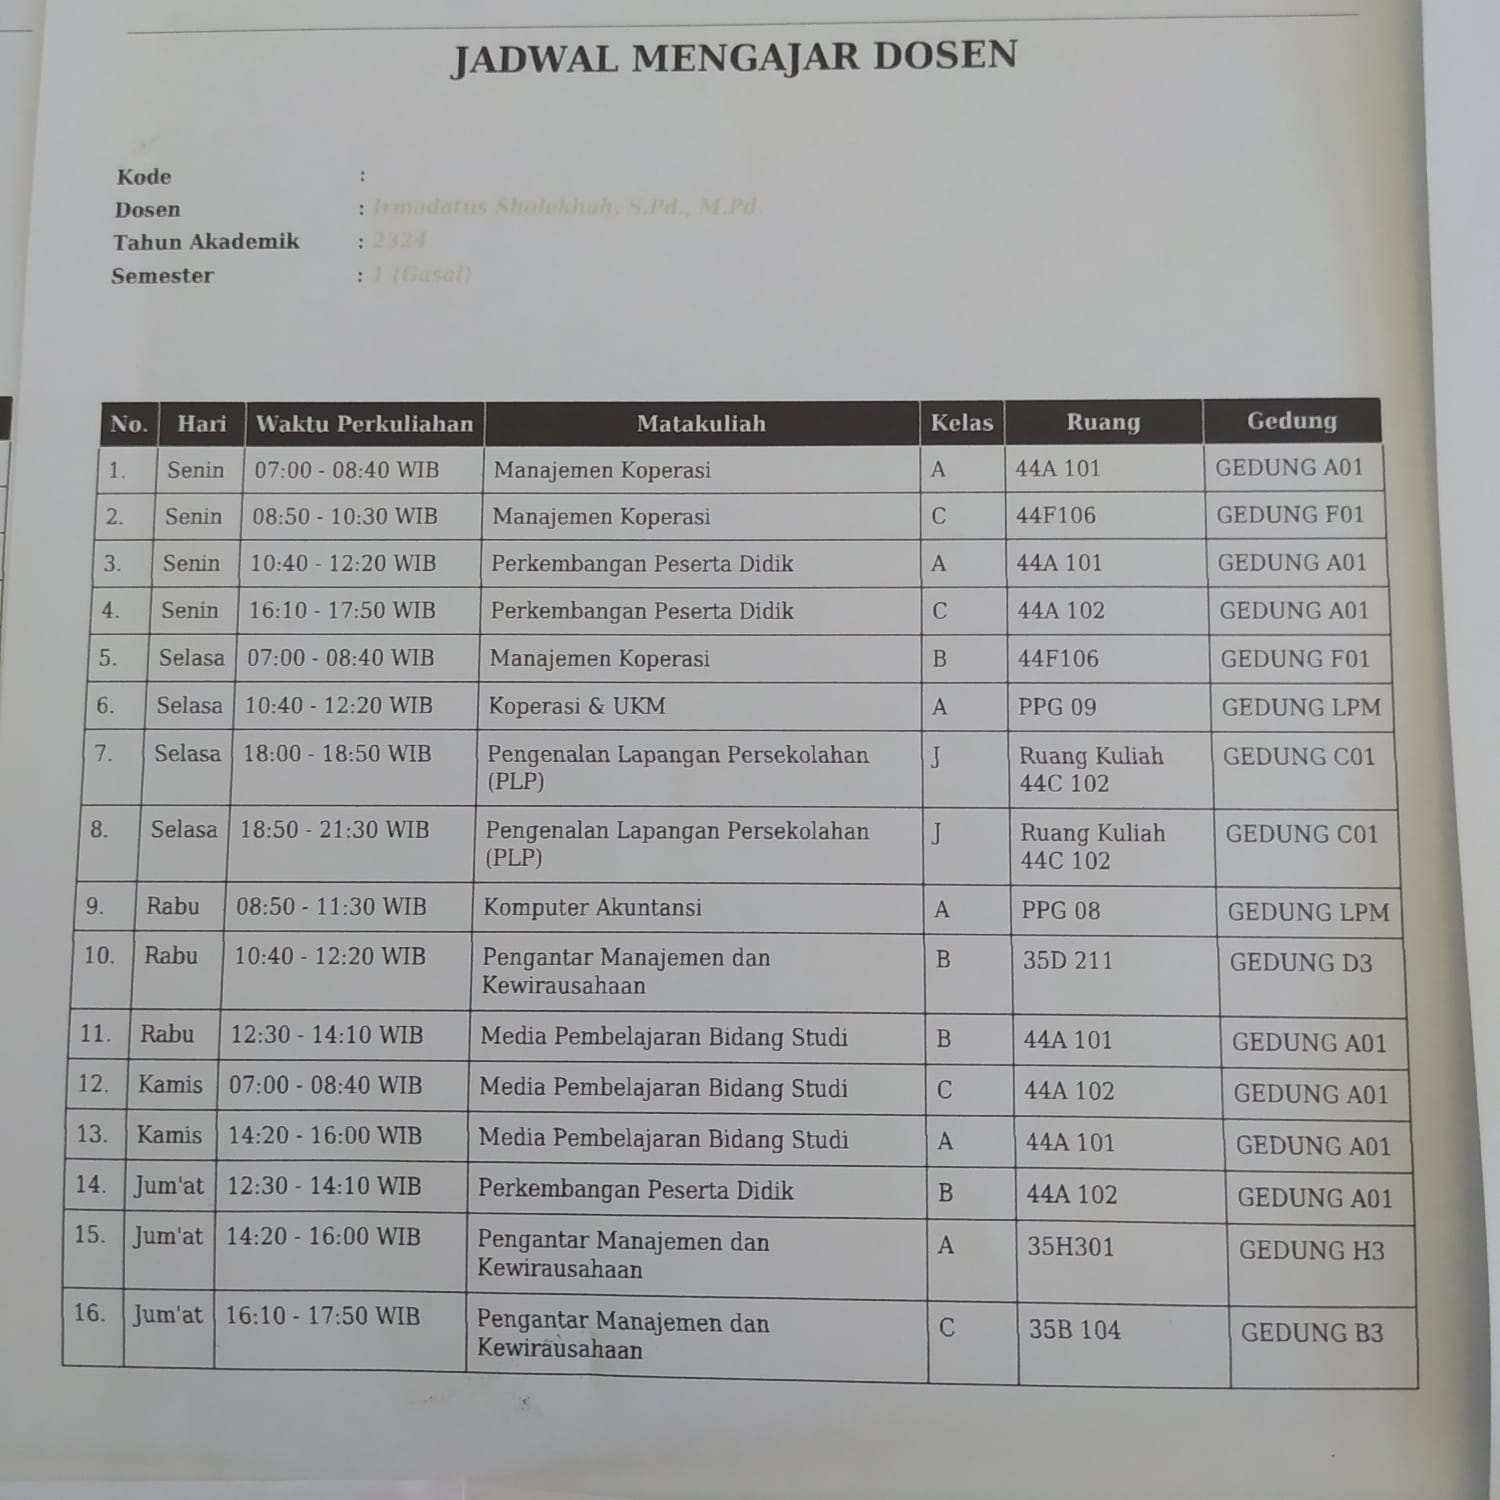 JADWAL MENGAJAR DOSEN
Kode :
Dosen : Irmadatus Sholekhah, S.Pd., M.Pd.
Tahun Akademik : 2324
Semester : 1 (Gasal)
No. Hari Waktu Perkuliahan Matakuliah Kelas Ruang Gedung
1. Senin 07:00 - 08:40 WIB Manajemen Koperasi A 44A 101 GEDUNG A01
2. Senin 08:50 - 10:30 WIB Manajemen Koperasi C 44F106 GEDUNG F01
3. Senin 10:40 - 12:20 WIB Perkembangan Peserta Didik A 44A 101 GEDUNG A01
4. Senin 16:10 - 17:50 WIB Perkembangan Peserta Didik C 44A 102 GEDUNG A01
5. Selasa 07:00 - 08:40 WIB Manajemen Koperasi B 44F106 GEDUNG F01
6. Selasa 10:40 - 12:20 WIB Koperasi & UKM A PPG 09 GEDUNG LPM
7. Selasa 18:00 - 18:50 WIB Pengenalan Lapangan Persekolahan J Ruang Kuliah GEDUNG C01
(PLP) 44C 102
8. Selasa 18:50 - 21:30 WIB Pengenalan Lapangan Persekolahan J Ruang Kuliah GEDUNG C01
(PLP) 44C 102
9. Rabu 08:50 - 11:30 WIB Komputer Akuntansi A PPG 08 GEDUNG LPM
10. Rabu 10:40 - 12:20 WIB Pengantar Manajemen dan B 35D 211 GEDUNG D3
Kewirausahaan
11. Rabu 12:30 - 14:10 WIB Media Pembelajaran Bidang Studi B 44A 101 GEDUNG A01
12. Kamis 07:00 - 08:40 WIB Media Pembelajaran Bidang Studi C 44A 102 GEDUNG A01
13. Kamis 14:20 - 16:00 WIB Media Pembelajaran Bidang Studi A 44A 101 GEDUNG A01
14. Jum'at 12:30 - 14:10 WIB Perkembangan Peserta Didik B 44A 102 GEDUNG A01
15. Jum'at 14:20 - 16:00 WIB Pengantar Manajemen dan A 35H301 GEDUNG H3
Kewirausahaan
16. Jum'at 16:10 - 17:50 WIB Pengantar Manajemen dan C 35B 104 GEDUNG B3
Kewirausahaan